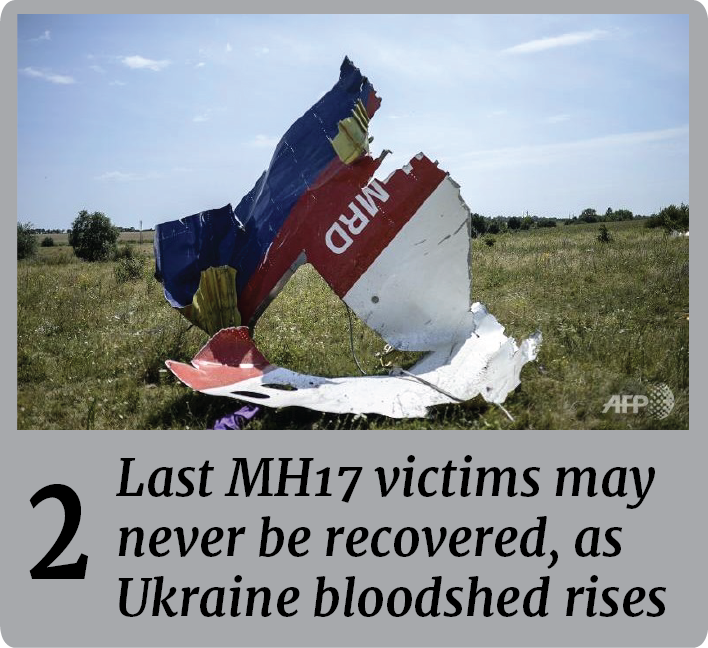 MRD
AFP
2
Last MH17 victims may
never be recovered, as
Ukraine bloodshed rises